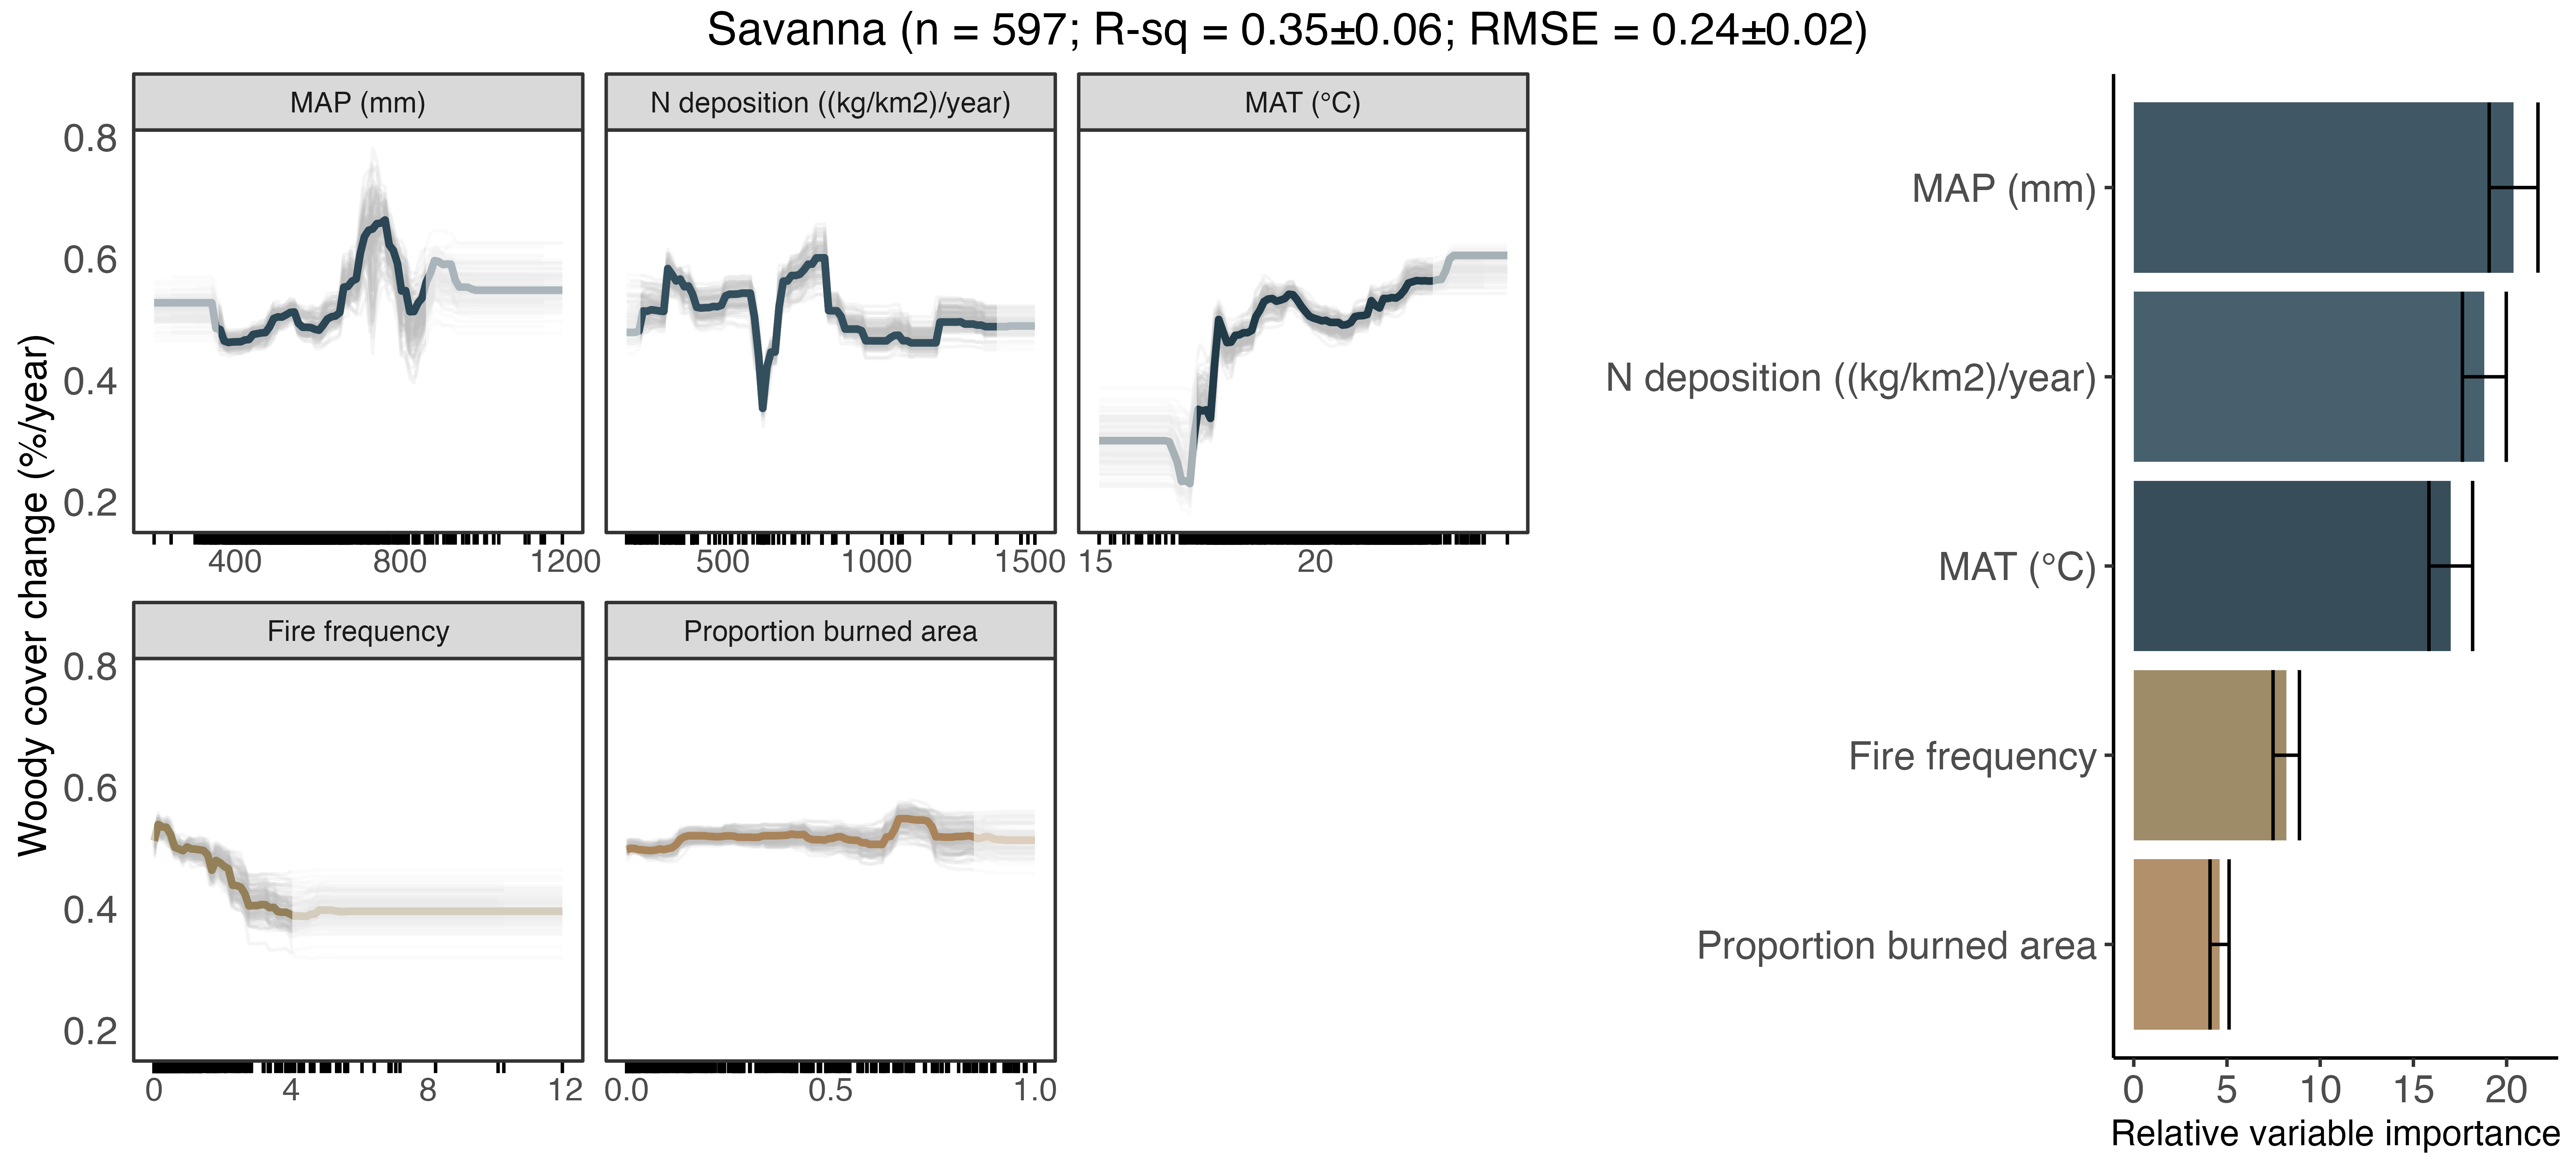 Savanna (n = 597; R-sq = 0.35±0.06; RMSE = 0.24±0.02)
Woody cover change (%/year)
MAP (mm)
N deposition ((kg/km2)/year)
MAT (°C)
0.8
0.6
0.4
0.2
400 800 1200
500 1000 1500
15 20
Fire frequency
Proportion burned area
0.8
0.6
0.4
0.2
0 4 8 12
0.0 0.5 1.0
MAP (mm)
N deposition ((kg/km2)/year)
MAT (°C)
Fire frequency
Proportion burned area
0 5 10 15 20
Relative variable importance